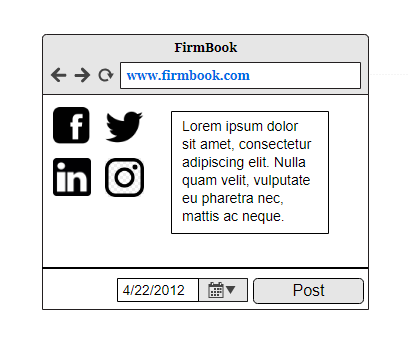 FirmBook
www.firmbook.com
Lorem ipsum dolor
sit amet, consectetur
adipiscing elit. Nulla
quam velit, vulputate
eu pharetra nec,
mattis ac neque.
4/22/2012
Post